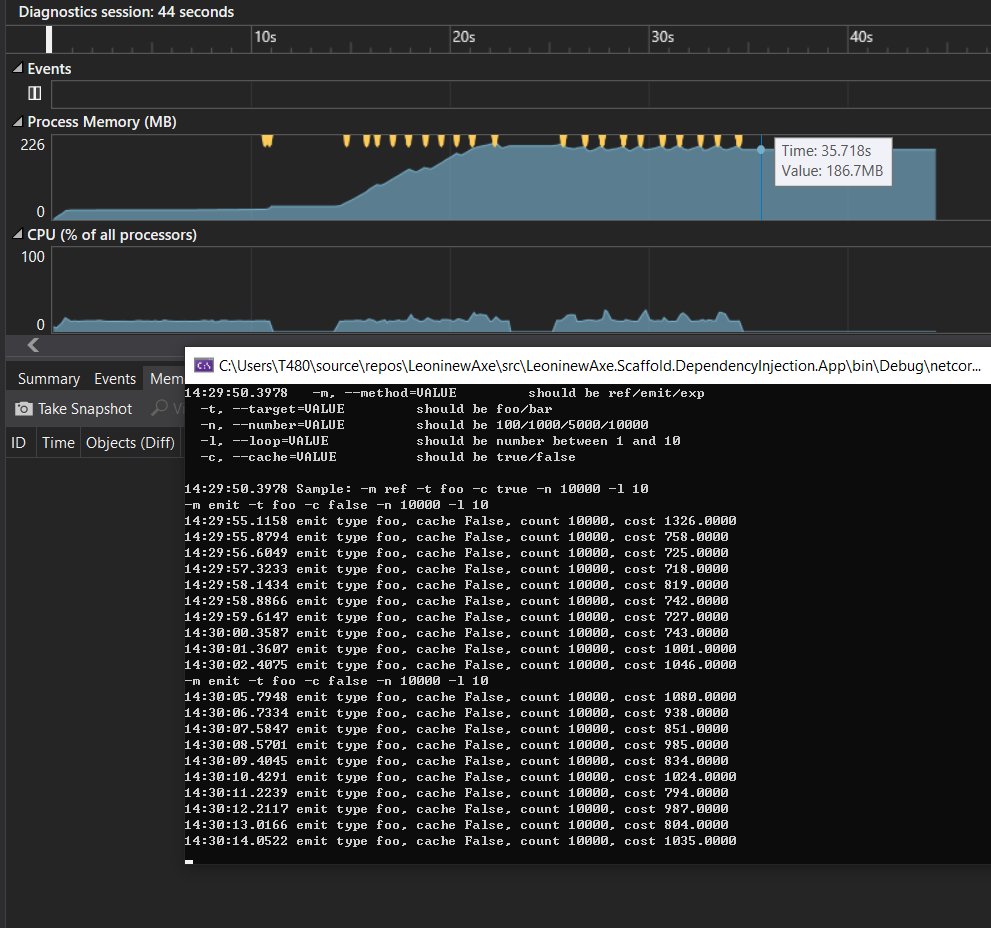 Diagnostics session: 44 seconds
10s 20s 30s 40s
Events
Process Memory (MB)
226
0
Time: 35.718s
Value: 186.7MB
CPU (% of all processors)
100
0
C:\Users\T480\source\repos\LeoninewAxe\src\LeoninewAxe.Scaffold.DependencyInjection.App\bin\Debug\netcor...
Summary Events Mem
Take Snapshot Vi
ID Time Objects (Diff)
14:29:50.3978 -m, --method=VALUE should be ref/emit/exp
-t, --target=VALUE should be foo/bar
-n, --number=VALUE should be 100/1000/5000/10000
-l, --loop=VALUE should be number between 1 and 10
-c, --cache=VALUE should be true/false
14:29:50.3978 Sample: -m ref -t foo -c true -n 10000 -l 10
-m emit -t foo -c false -n 10000 -l 10
14:29:55.1158 emit type foo, cache False, count 10000, cost 1326.0000
14:29:55.8794 emit type foo, cache False, count 10000, cost 758.0000
14:29:56.6049 emit type foo, cache False, count 10000, cost 725.0000
14:29:57.3233 emit type foo, cache False, count 10000, cost 718.0000
14:29:58.1434 emit type foo, cache False, count 10000, cost 819.0000
14:29:58.8866 emit type foo, cache False, count 10000, cost 742.0000
14:29:59.6147 emit type foo, cache False, count 10000, cost 727.0000
14:30:00.3587 emit type foo, cache False, count 10000, cost 743.0000
14:30:01.3607 emit type foo, cache False, count 10000, cost 1001.0000
14:30:02.4075 emit type foo, cache False, count 10000, cost 1046.0000
-m emit -t foo -c false -n 10000 -l 10
14:30:05.7948 emit type foo, cache False, count 10000, cost 1080.0000
14:30:06.7334 emit type foo, cache False, count 10000, cost 938.0000
14:30:07.5847 emit type foo, cache False, count 10000, cost 851.0000
14:30:08.5701 emit type foo, cache False, count 10000, cost 985.0000
14:30:09.4045 emit type foo, cache False, count 10000, cost 834.0000
14:30:10.4291 emit type foo, cache False, count 10000, cost 1024.0000
14:30:11.2239 emit type foo, cache False, count 10000, cost 794.0000
14:30:12.2117 emit type foo, cache False, count 10000, cost 987.0000
14:30:13.0166 emit type foo, cache False, count 10000, cost 804.0000
14:30:14.0522 emit type foo, cache False, count 10000, cost 1035.0000